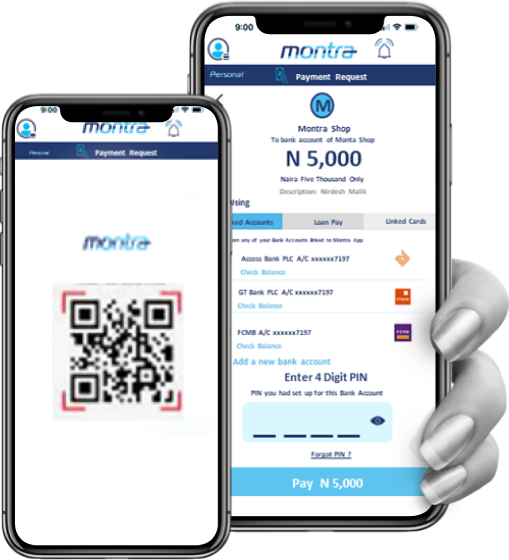 9:00
montra
Personal
Payment Request
montra
9:00
montra
Personal
Payment Request
M
Montra Shop
To bank account of Monta Shop
N 5,000
Naira Five Thousand Only
Description: Nirdesh Malik
Using
ked Accounts Loan Pay Linked Cards
om any of your Bank Accounts linked to Montra App
Access Bank PLC A/C xxxxxx7197
Check Balance
GT Bank PLC A/C xxxxxx7197
GTBank
Check Balance
FCMB A/C xxxxxx7197
FCMB
Check Balance
Add a new bank account
Enter 4 Digit PIN
PIN you had set up for this Bank Account
Forgot PIN ?
Pay N 5,000